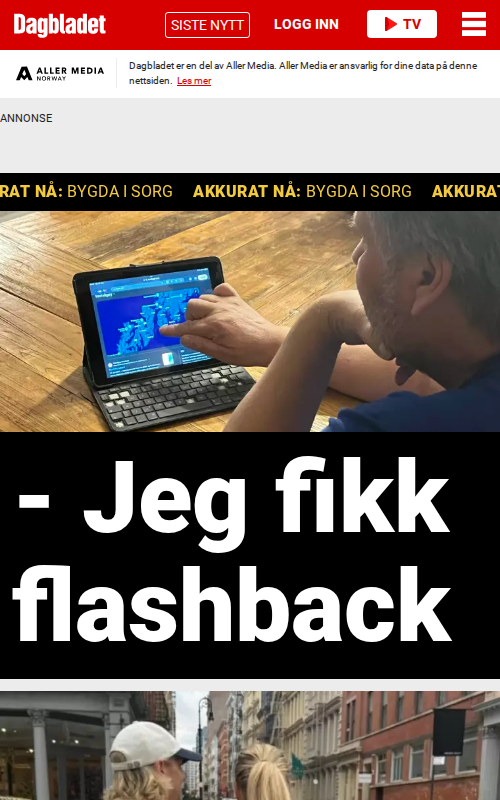 Dagbladet
SISTE NYTT
LOGG INN
TV
ALLER MEDIA
NORWAY
Dagbladet er en del av Aller Media. Aller Media er ansvarlig for dine data på denne
nettsiden. Les mer
ANNONSE
RAT NÅ: BYGDA I SORG AKKURAT NÅ: BYGDA I SORG AKKURAT
- Jeg fikk
flashback